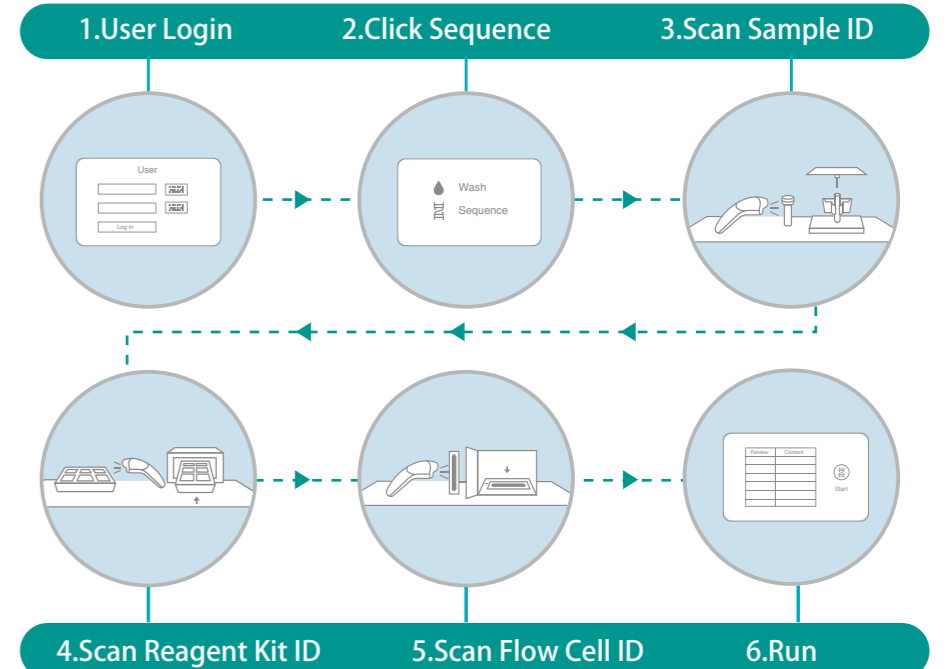 1.User Login
2.Click Sequence
3.Scan Sample ID
User
Log in
Wash
Sequence
Review Content
Start
4.Scan Reagent Kit ID
5.Scan Flow Cell ID
6.Run